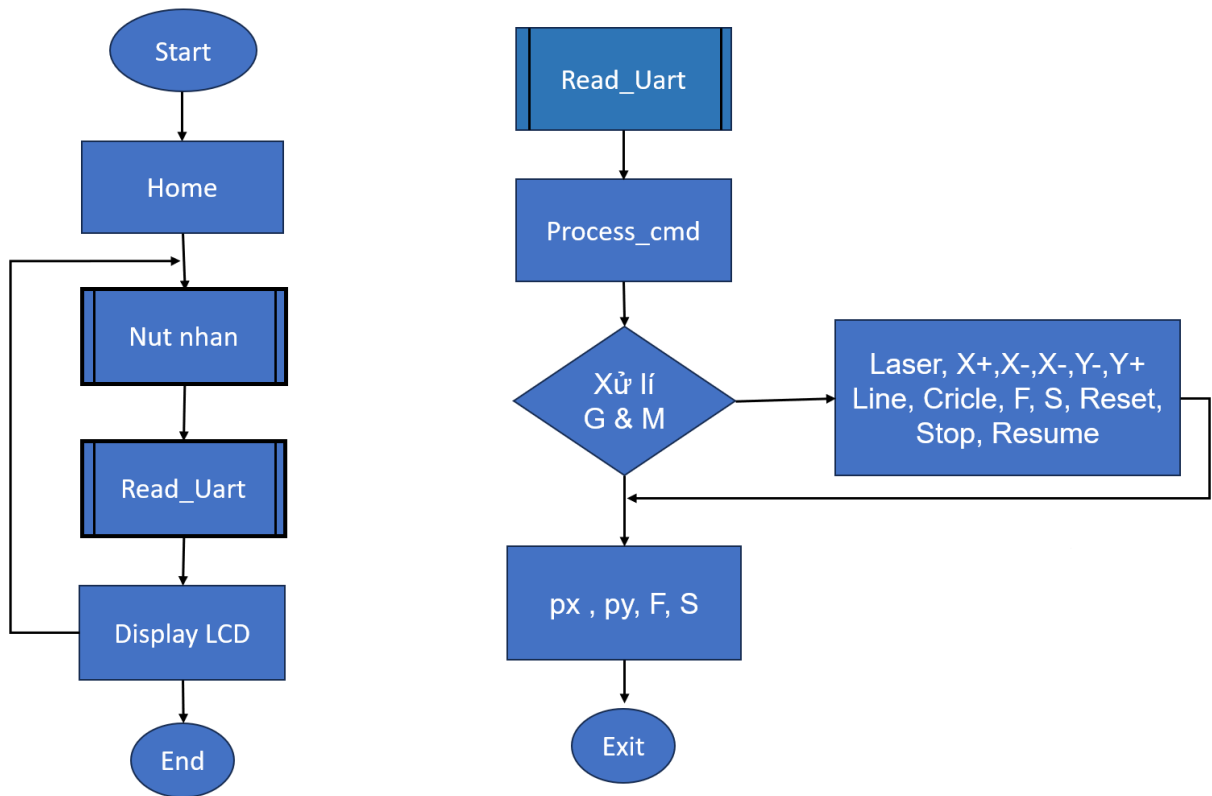 Start
Home
Nut nhan
Read_Uart
Display LCD
End
Read_Uart
Process_cmd
Xử lí
G & M
Laser, X+,X-,X-,Y-,Y+
Line, Cricle, F, S, Reset,
Stop, Resume
px , py, F, S
Exit